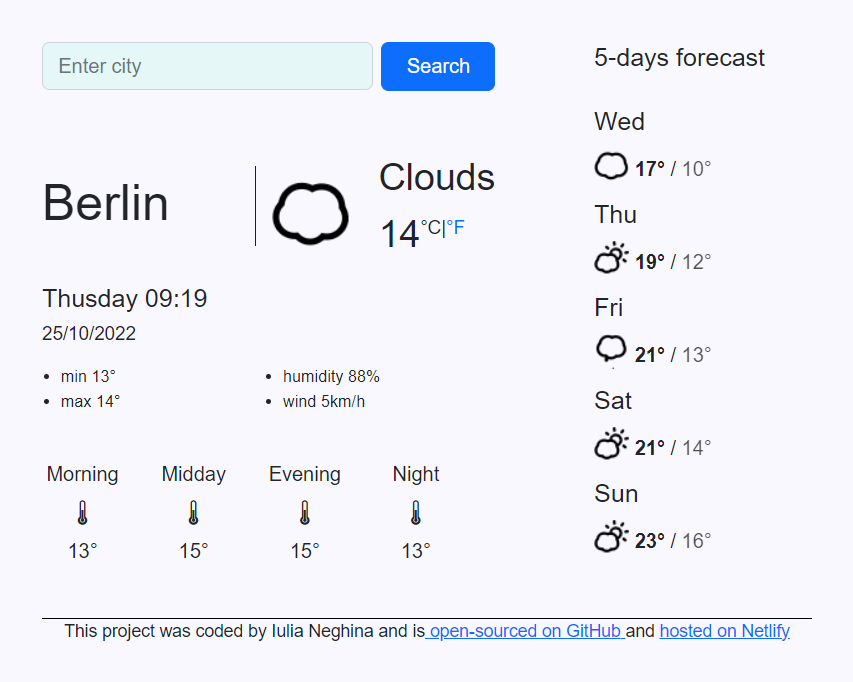 Enter city
Search
Berlin
Clouds
14°C|°F
Thusday 09:19
25/10/2022
min 13°
max 14°
humidity 88%
wind 5km/h
Morning Midday Evening Night
13° 15° 15° 13°
5-days forecast
Wed
17° / 10°
Thu
19° / 12°
Fri
21° / 13°
Sat
21° / 14°
Sun
23° / 16°
This project was coded by Iulia Neghina and is open-sourced on GitHub and hosted on Netlify